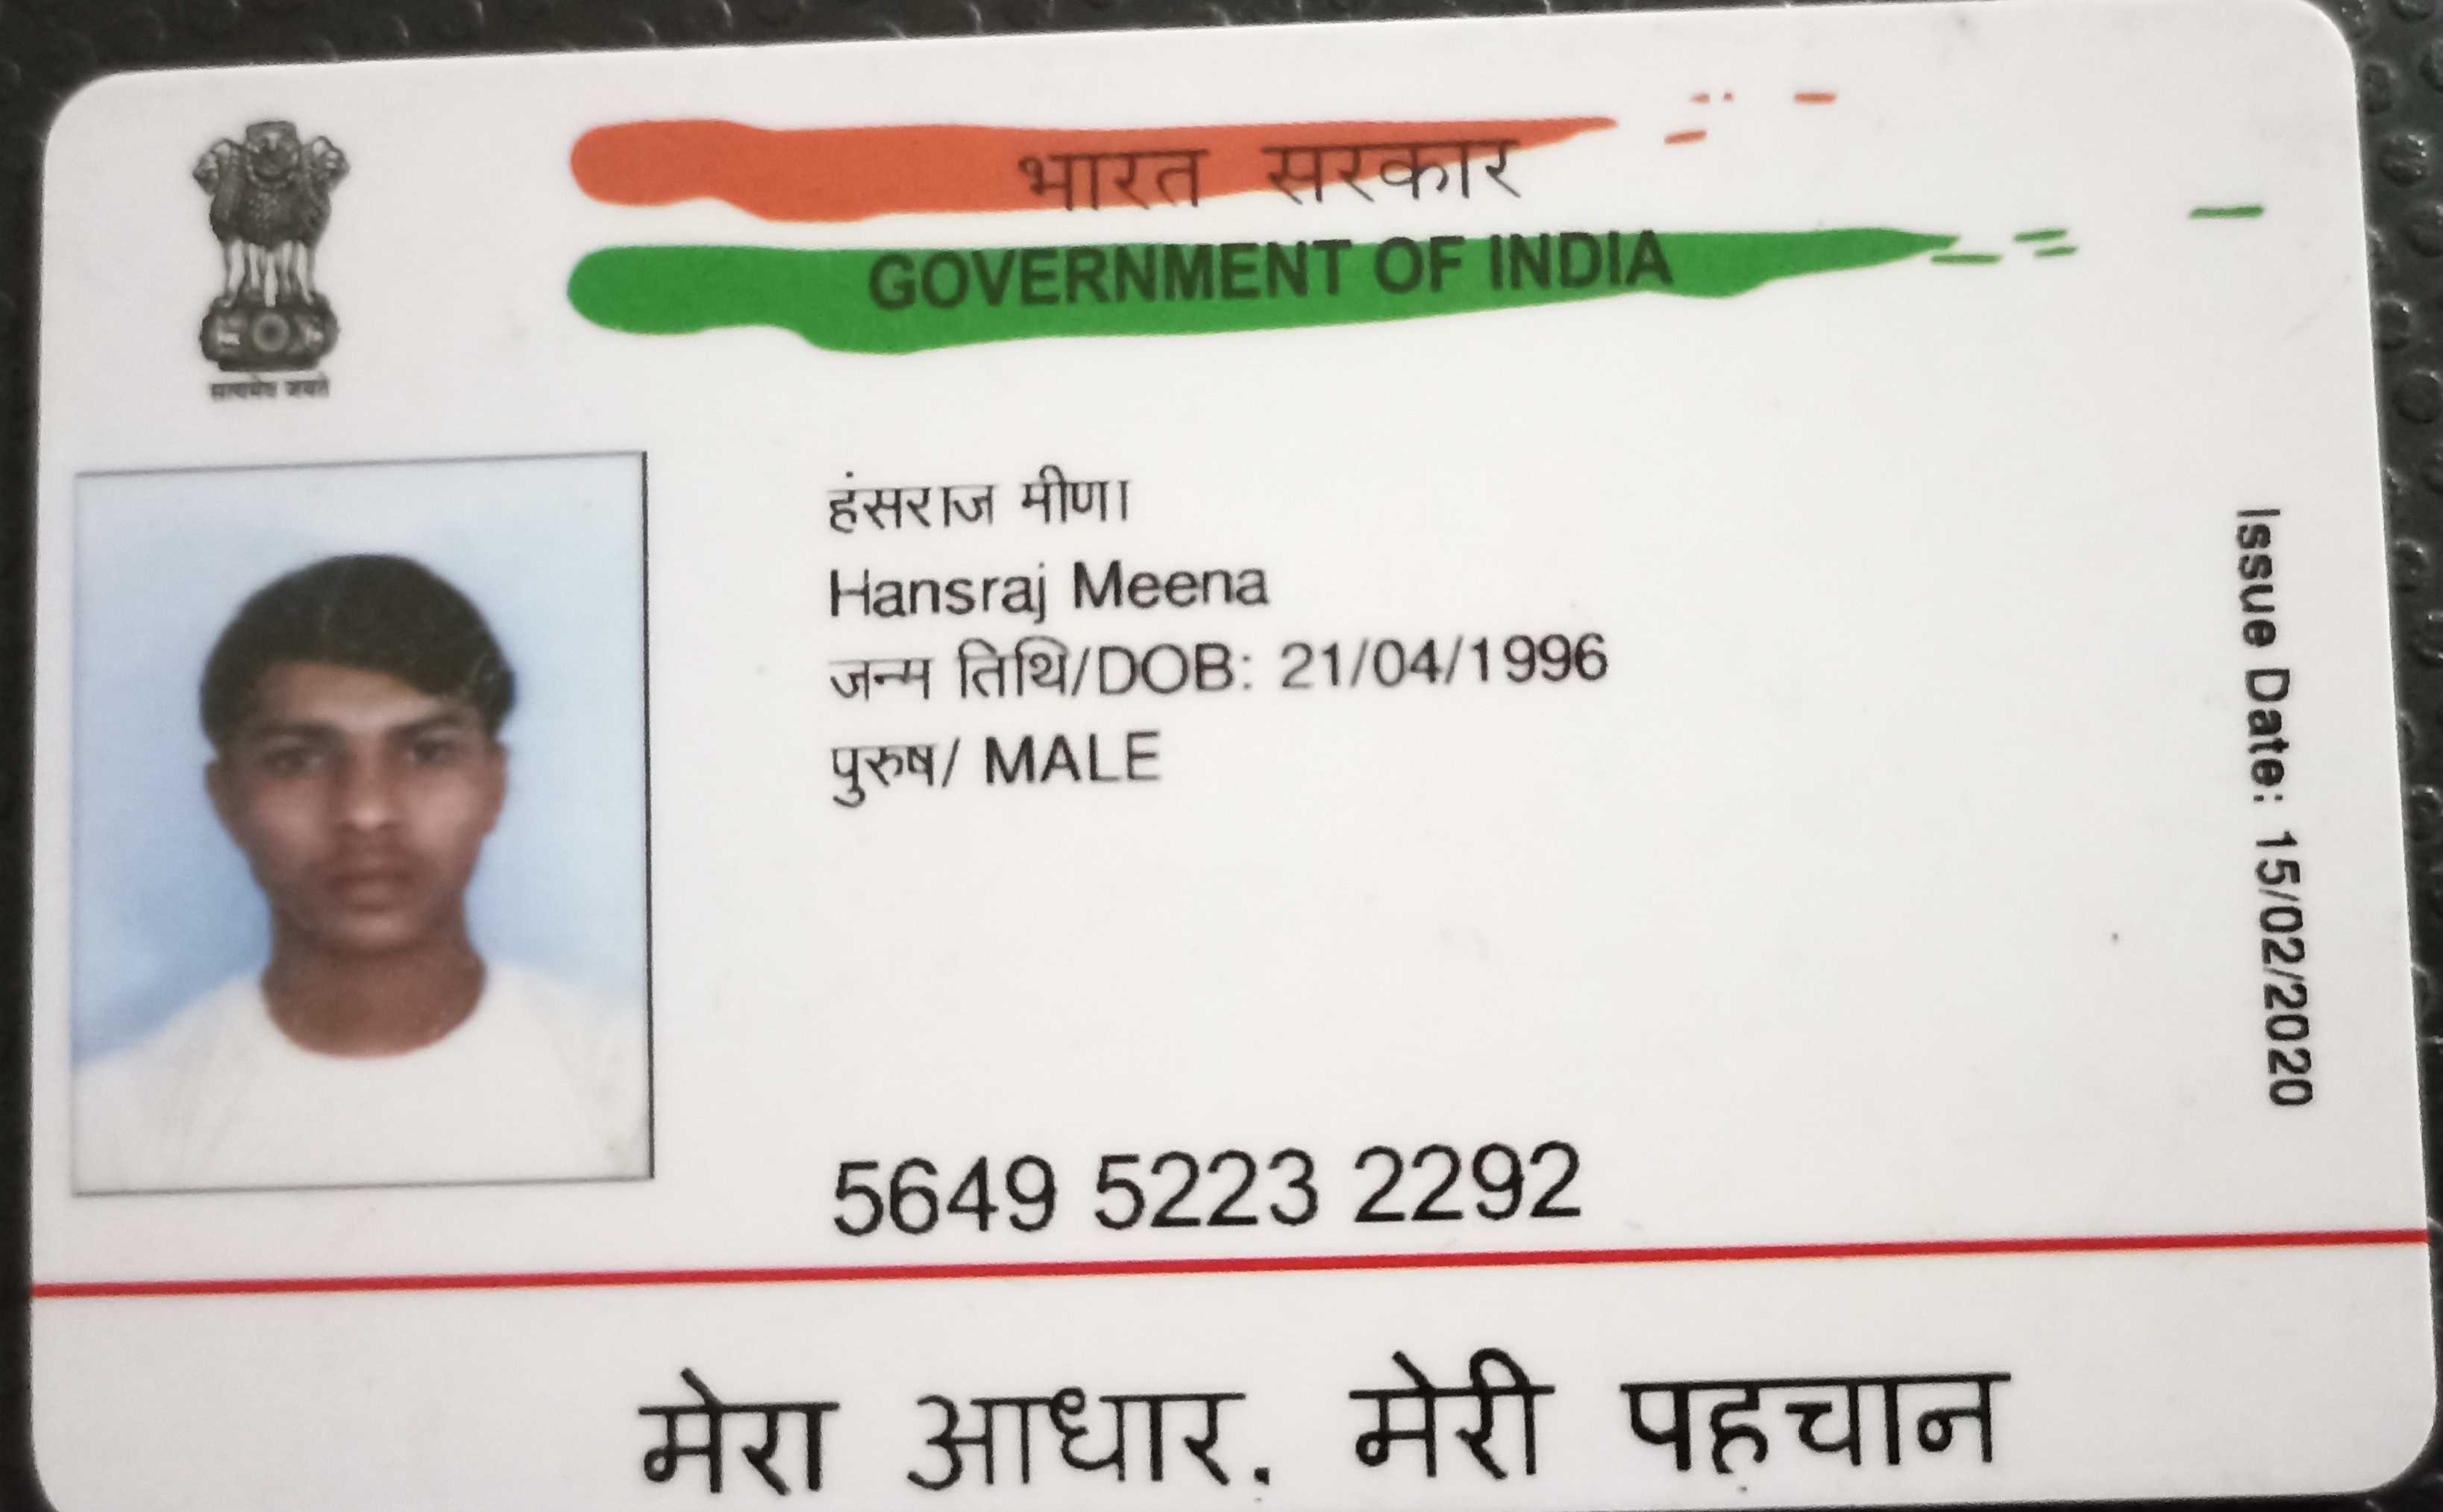 सत्यमेव जयते
भारत सरकार
GOVERNMENT OF INDIA
हंसराज मीणा
Hansraj Meena
जन्म तिथि/DOB: 21/04/1996
पुरुष/ MALE
Issue Date: 15/02/2020
5649 5223 2292
मेरा आधार, मेरी पहचान